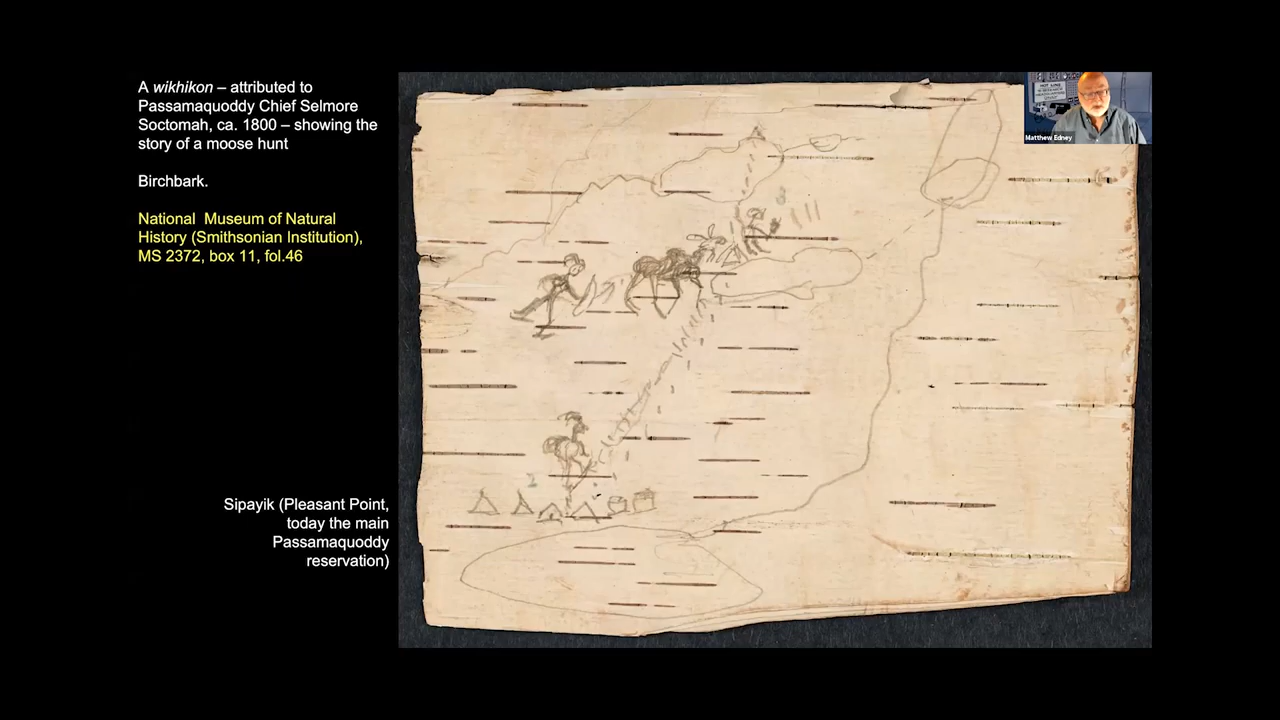 A wikhikon – attributed to
Passamaquoddy Chief Selmore
Soctomah, ca. 1800 – showing the
story of a moose hunt
Birchbark.
National Museum of Natural
History (Smithsonian Institution),
MS 2372, box 11, fol.46
Sipayik (Pleasant Point,
today the main
Passamaquoddy
reservation)
HOT LINE
Matthew Edney